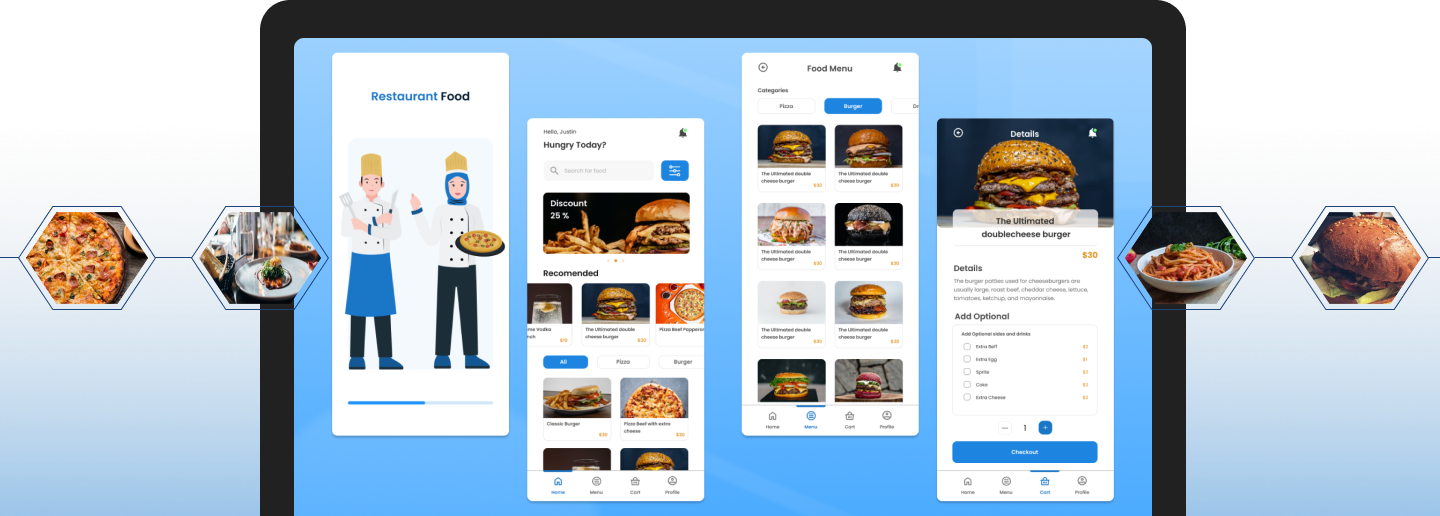 Restaurant Food
Hello, Justin
Hungry Today?
Search for food
Discount
25 %
Recomended
me Vodka
nch
$10
The Ultimated double
cheese burger
$30
Pizza Beef Pappero
All
Pizza
Burger
Classic Burger
$30
Pizza Beef with extra
cheese
$30
Home
Menu
Cart
Profile
Food Menu
Categories
Pizza
Burger
Dr
The Ultimated double
cheese burger
$30
The Ultimated double
cheese burger
$30
The Ultimated double
cheese burger
$30
The Ultimated double
cheese burger
$30
The Ultimated double
cheese burger
$30
The Ultimated double
cheese burger
$30
Home
Menu
Cart
Profile
Details
The Ultimated
doublecheese burger
$30
Details
The burger patties used for cheeseburgers are
usually large, roast beef, cheddar cheese, lettuce,
tomatoes, ketchup, and mayonnaise.
Add Optional
Add Optional sides and drinks
Extra Beff
$2
Extra Egg
$1
Sprite
$2
Coke
$2
Extra Cheese
$2
1
Checkout
Home
Menu
Cart
Profile